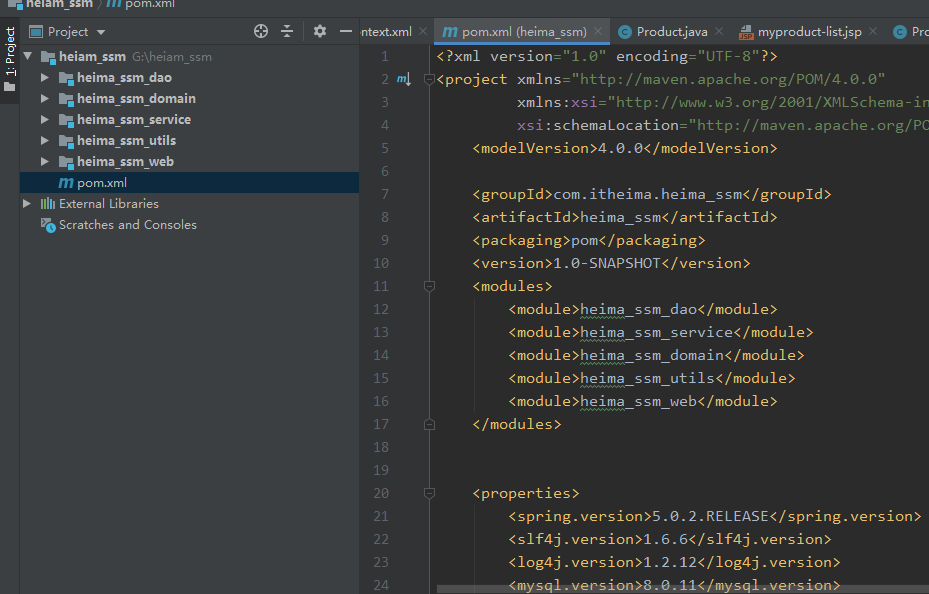 heiam_ssm pom.xml
1: Project
Project
heiam_ssm G:\heiam_ssm
heima_ssm_dao
heima_ssm_domain
heima_ssm_service
heima_ssm_utils
heima_ssm_web
pom.xml
External Libraries
Scratches and Consoles
ntext.xml pom.xml (heima_ssm) Product.java myproduct-list.jsp Pro
1 <?xml version="1.0" encoding="UTF-8"?>
2 <project xmlns="http://maven.apache.org/POM/4.0.0"
3 xmlns:xsi="http://www.w3.org/2001/XMLSchema-in
4 xsi:schemaLocation="http://maven.apache.org/PO
5 <modelVersion>4.0.0</modelVersion>
6
7 <groupId>com.itheima.heima_ssm</groupId>
8 <artifactId>heima_ssm</artifactId>
9 <packaging>pom</packaging>
10 <version>1.0-SNAPSHOT</version>
11 <modules>
12 <module>heima_ssm_dao</module>
13 <module>heima_ssm_service</module>
14 <module>heima_ssm_domain</module>
15 <module>heima_ssm_utils</module>
16 <module>heima_ssm_web</module>
17 </modules>
18
19
20 <properties>
21 <spring.version>5.0.2.RELEASE</spring.version>
22 <slf4j.version>1.6.6</slf4j.version>
23 <log4j.version>1.2.12</log4j.version>
24 <mysql.version>8.0.11</mysql.version>